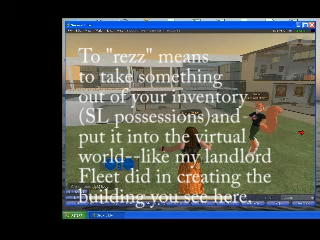 To "rezz" means
to take something
out of your inventory
(SL possessions)and
put it into the virtual
world--like my landlord
Fleet did in creating the
building you see here.